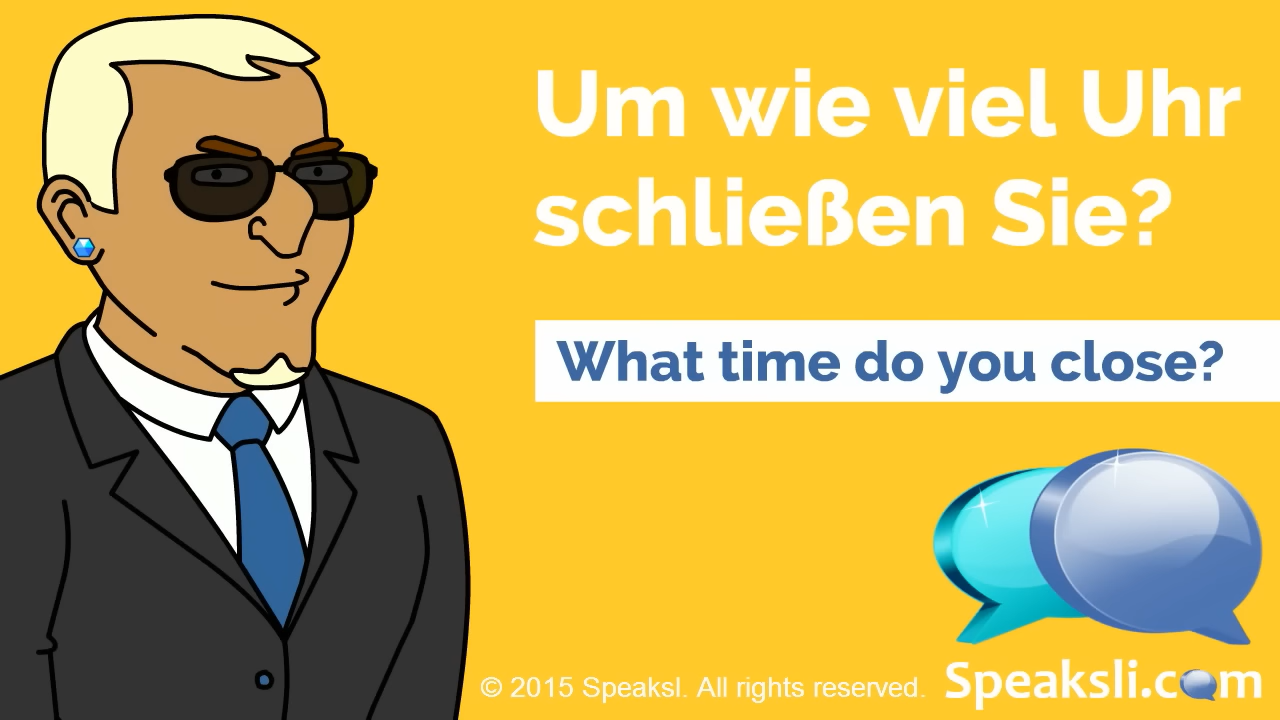 Um wie viel Uhr
schließen Sie?
What time do you close?
© 2015 Speaksl. All rights reserved.
Speaksli.com